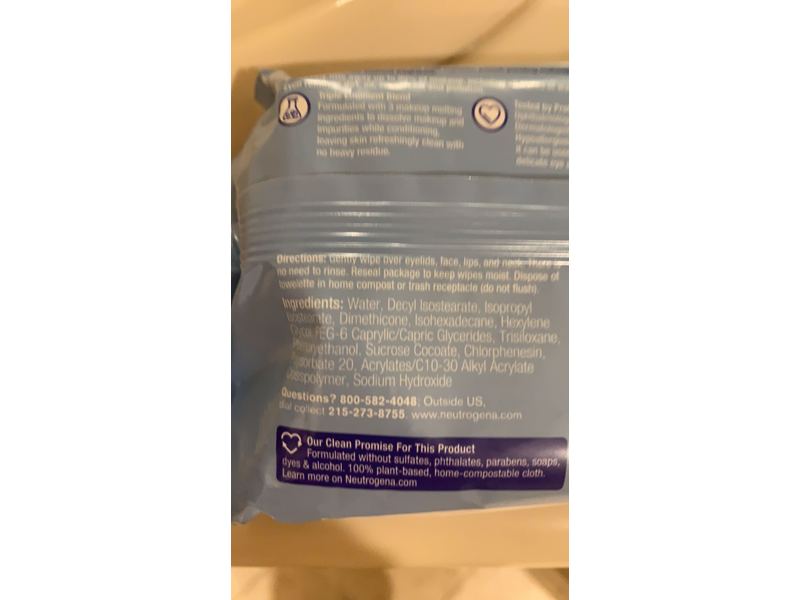 Triple Emollient Blend
Formulated with 3 makeup melting
ingredients to dissolve makeup and
impurities while conditioning,
leaving skin refreshingly clean with
no heavy residue.
Tested by
delicate eye
Directions: Gently wipe over eyelids, face, lips, and neck. There is
no need to rinse. Reseal package to keep wipes moist. Dispose of
towelette in home compost or trash receptacle (do not flush).
Ingredients: Water, Decyl Isostearate, Isopropyl
Isostearate, Dimethicone, Isohexadecane, Hexylene
Glycol, PEG-6 Caprylic/Capric Glycerides, Trisiloxane,
Phenoxyethanol, Sucrose Cocoate, Chlorphenesin,
20, Acrylates/C10-30 Alkyl Acrylate
Crosspolymer, Sodium Hydroxide
Questions? 800-582-4048; Outside US,
dial collect 215-273-8755. www.neutrogena.com
Our Clean Promise For This Product
Formulated without sulfates, phthalates, parabens, soaps,
dyes & alcohol. 100% plant-based, home-compostable cloth.
Learn more on Neutrogena.com